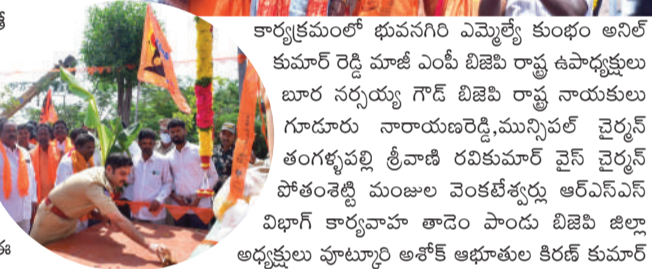 కార్యక్రమంలో భువనగిరి ఎమ్మెల్యే కుంభం అనిల్
కుమార్ రెడ్డి మాజీ ఎంపీ బిజెపి రాష్ట్ర ఉపాధ్యక్షులు
బూర నర్సయ్య గౌడ్ బిజెపి రాష్ట్ర నాయకులు
గూడూరు నారాయణరెడ్డి,మున్సిపల్ చైర్మన్
తంగళ్ళపల్లి శ్రీవాణి రవికుమార్ వైస్ చైర్మన్
పోతంశెట్టి మంజుల వెంకటేశ్వర్లు ఆర్ఎస్ఎస్
విభాగ్ కార్యవాహ తాడెం పాండు బిజెపి జిల్లా
అధ్యక్షులు వూట్కూరి అశోక్ ఆభూతుల కిరణ్ కుమార్
ఈ